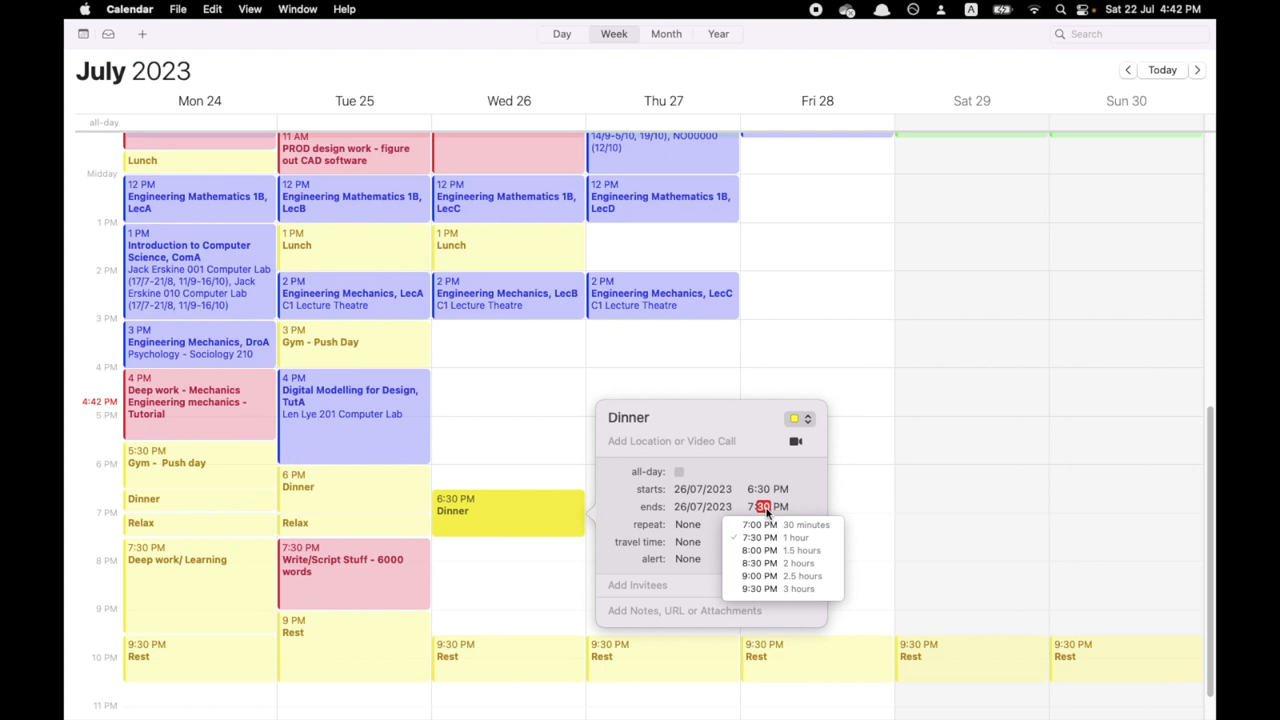 Calendar File Edit View Window Help
A
Sat 22 Jul 4:42 PM
Day Week Month Year
Search
July 2023
Today
Mon 24 Tue 25 Wed 26 Thu 27 Fri 28 Sat 29 Sun 30
all-day
Midday
1 PM
2 PM
3 PM
4 PM
4:42 PM
5 PM
6 PM
7 PM
8 PM
9 PM
10 PM
11 PM
Lunch
12 PM
Engineering Mathematics 1B,
LecA
1 PM
Introduction to Computer
Science, ComA
Jack Erskine 001 Computer Lab
(17/7-21/8, 11/9-16/10), Jack
Erskine 010 Computer Lab
(17/7-21/8, 11/9-16/10)
3 PM
Engineering Mechanics, DroA
Psychology - Sociology 210
4 PM
Deep work - Mechanics
Engineering mechanics -
Tutorial
5:30 PM
Gym - Push day
Dinner
Relax
7:30 PM
Deep work/ Learning
9:30 PM
Rest
11 AM
PROD design work - figure
out CAD software
12 PM
Engineering Mathematics 1B,
LecB
1 PM
Lunch
2 PM
Engineering Mechanics, LecA
C1 Lecture Theatre
3 PM
Gym - Push Day
4 PM
Digital Modelling for Design,
TutA
Len Lye 201 Computer Lab
6 PM
Dinner
Relax
7:30 PM
Write/Script Stuff - 6000
words
9 PM
Rest
12 PM
Engineering Mathematics 1B,
LecC
1 PM
Lunch
2 PM
Engineering Mechanics, LecB
C1 Lecture Theatre
6:30 PM
Dinner
9:30 PM
Rest
14/9-5/10, 19/10), NO00000
(12/10)
12 PM
Engineering Mathematics 1B,
LecD
2 PM
Engineering Mechanics, LecC
C1 Lecture Theatre
9:30 PM
Rest
9:30 PM
Rest
9:30 PM
Rest
9:30 PM
Rest
Dinner
Add Location or Video Call
all-day:
starts: 26/07/2023 6:30 PM
ends: 26/07/2023 7:30 PM
repeat: None
travel time: None
alert: None
Add Invitees
Add Notes, URL or Attachments
7:00 PM 30 minutes
✓ 7:30 PM 1 hour
8:00 PM 1.5 hours
8:30 PM 2 hours
9:00 PM 2.5 hours
9:30 PM 3 hours